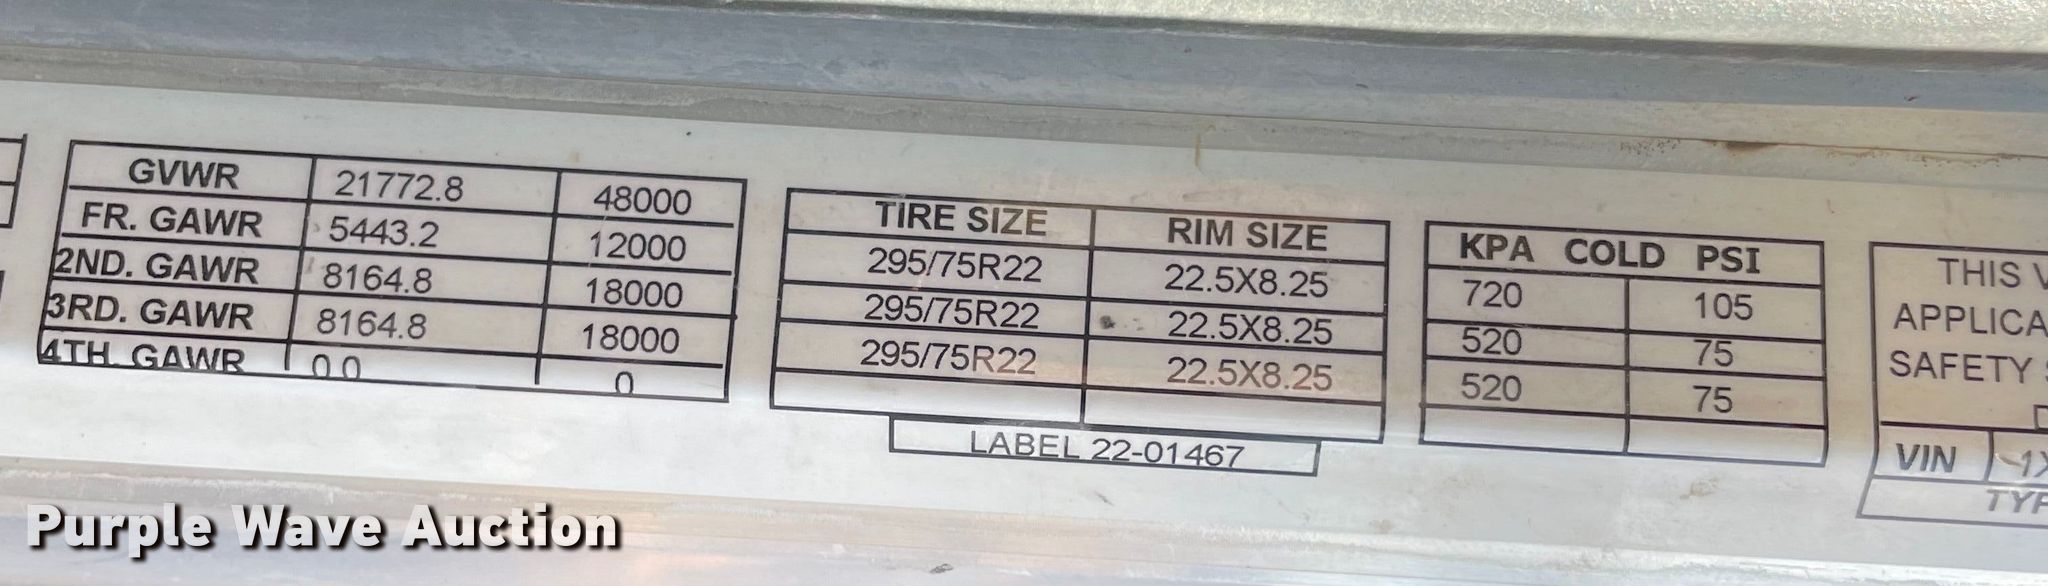 GVWR 21772.8 48000
FR. GAWR 5443.2 12000
2ND. GAWR 8164.8 18000
3RD. GAWR 8164.8 18000
4TH. GAWR 0.0 0
TIRE SIZE RIM SIZE
295/75R22 22.5X8.25
295/75R22 22.5X8.25
295/75R22 22.5X8.25
LABEL 22-01467
KPA COLD PSI
720 105
520 75
520 75
THIS V
APPLICA
SAFETY
VIN 1X
TYP
Purple Wave Auction